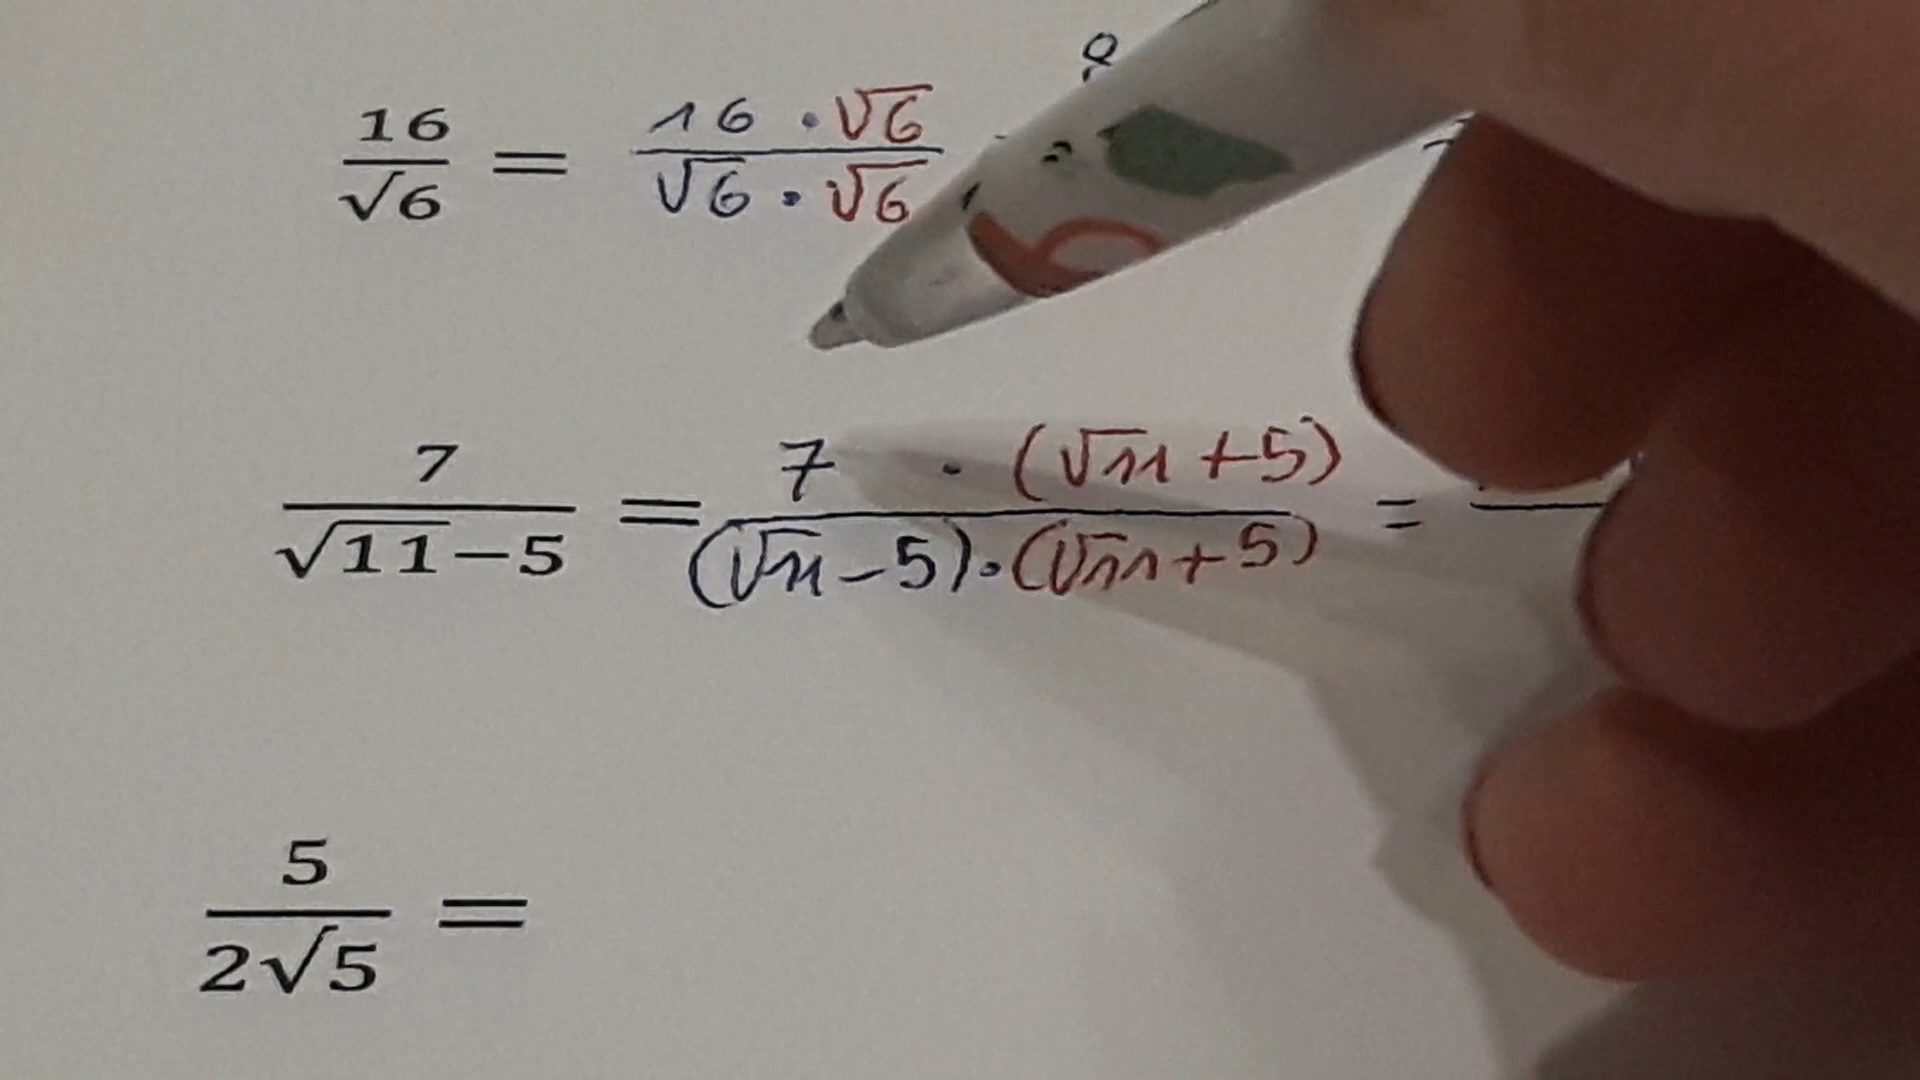 16/√6 = 16 · √6 / √6 · √6
7/√11−5 = 7 · (√11 +5) / (√11 − 5) · (√11 + 5) =
5/2√5 =